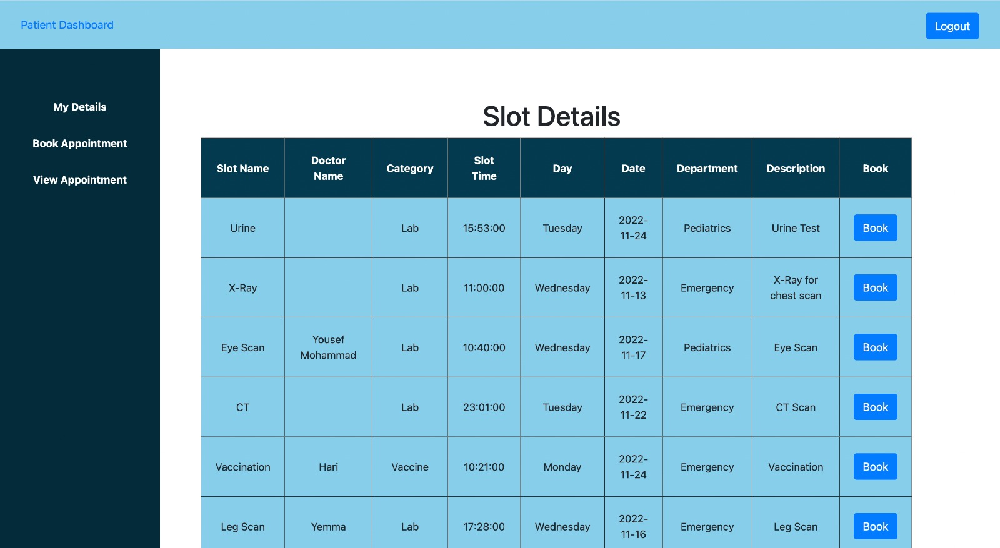 Patient Dashboard
Logout
My Details
Book Appointment
View Appointment
Slot Details
Slot Name
Doctor
Name
Category
Slot
Time
Day
Date
Department
Description
Book
Urine
Lab
15:53:00
Tuesday
2022-
11-24
Pediatrics
Urine Test
Book
X-Ray
Lab
11:00:00
Wednesday
2022-
11-13
Emergency
X-Ray for
chest scan
Book
Eye Scan
Yousef
Mohammad
Lab
10:40:00
Wednesday
2022-
11-17
Pediatrics
Eye Scan
Book
CT
Lab
23:01:00
Tuesday
2022-
11-22
Emergency
CT Scan
Book
Vaccination
Hari
Vaccine
10:21:00
Monday
2022-
11-24
Emergency
Vaccination
Book
Leg Scan
Yemma
Lab
17:28:00
Wednesday
2022-
11-16
Emergency
Leg Scan
Book